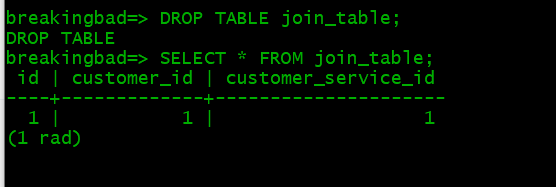 breakingbad=> DROP TABLE join_table;
DROP TABLE
breakingbad=> SELECT * FROM join_table;
 id | customer_id | customer_service_id
----+-------------+---------------------
  1 |           1 |                   1
(1 rad)